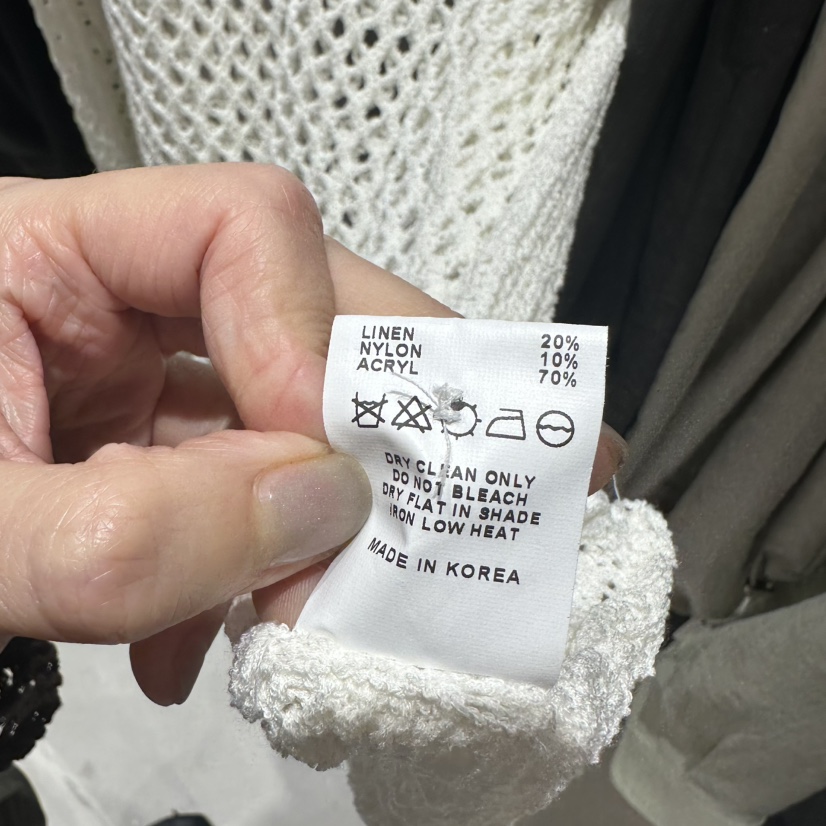 LINEN 20%
NYLON 10%
ACRYL 70%
DRY CLEAN ONLY
DO NOT BLEACH
DRY FLAT IN SHADE
IRON LOW HEAT
MADE IN KOREA